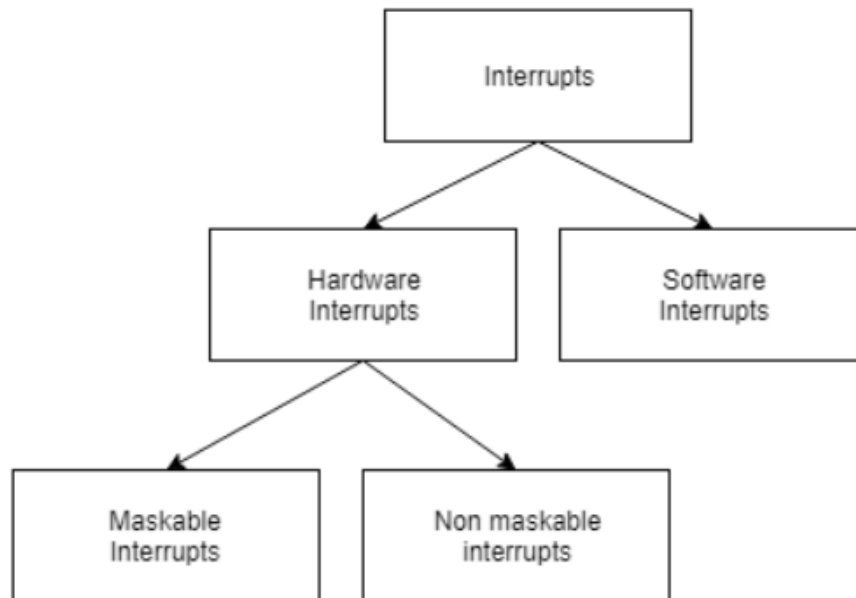 Interrupts
Hardware
Interrupts
Software
Interrupts
Maskable
Interrupts
Non maskable
interrupts